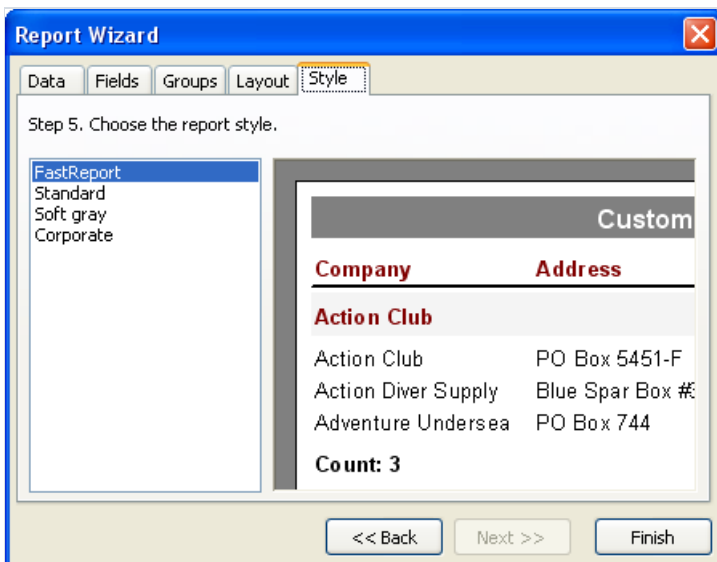 Report Wizard
Data Fields Groups Layout Style
Step 5. Choose the report style.
FastReport
Standard
Soft gray
Corporate
Custom
Company Address
Action Club
Action Club PO Box 5451-F
Action Diver Supply Blue Spar Box #3
Adventure Undersea PO Box 744
Count: 3
<< Back Next >> Finish